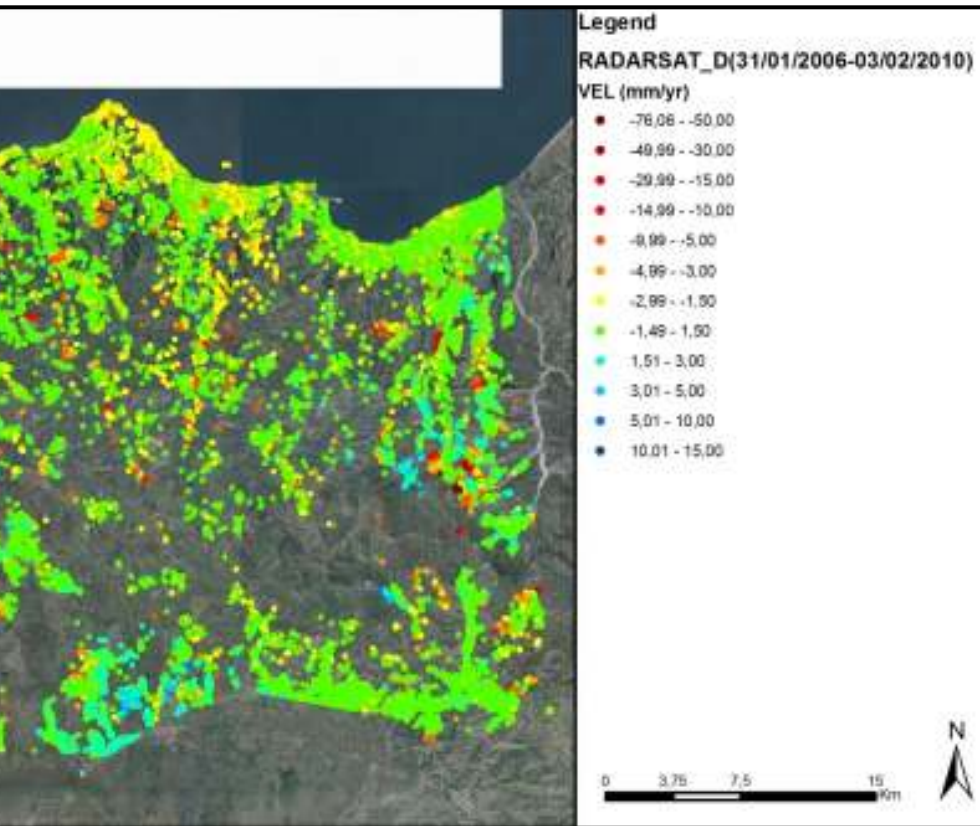 Legend
RADARSAT_D(31/01/2006-03/02/2010)
VEL (mm/yr)
-76,06 - -50,00
-49,99 - -30,00
-29,99 - -15,00
-14,99 - -10,00
-9,99 - -5,00
-4,99 - -3,00
-2,99 - -1,50
-1,49 - 1,50
1,51 - 3,00
3,01 - 5,00
5,01 - 10,00
10,01 - 15,00
N
0 3,75 7,5 15
Km